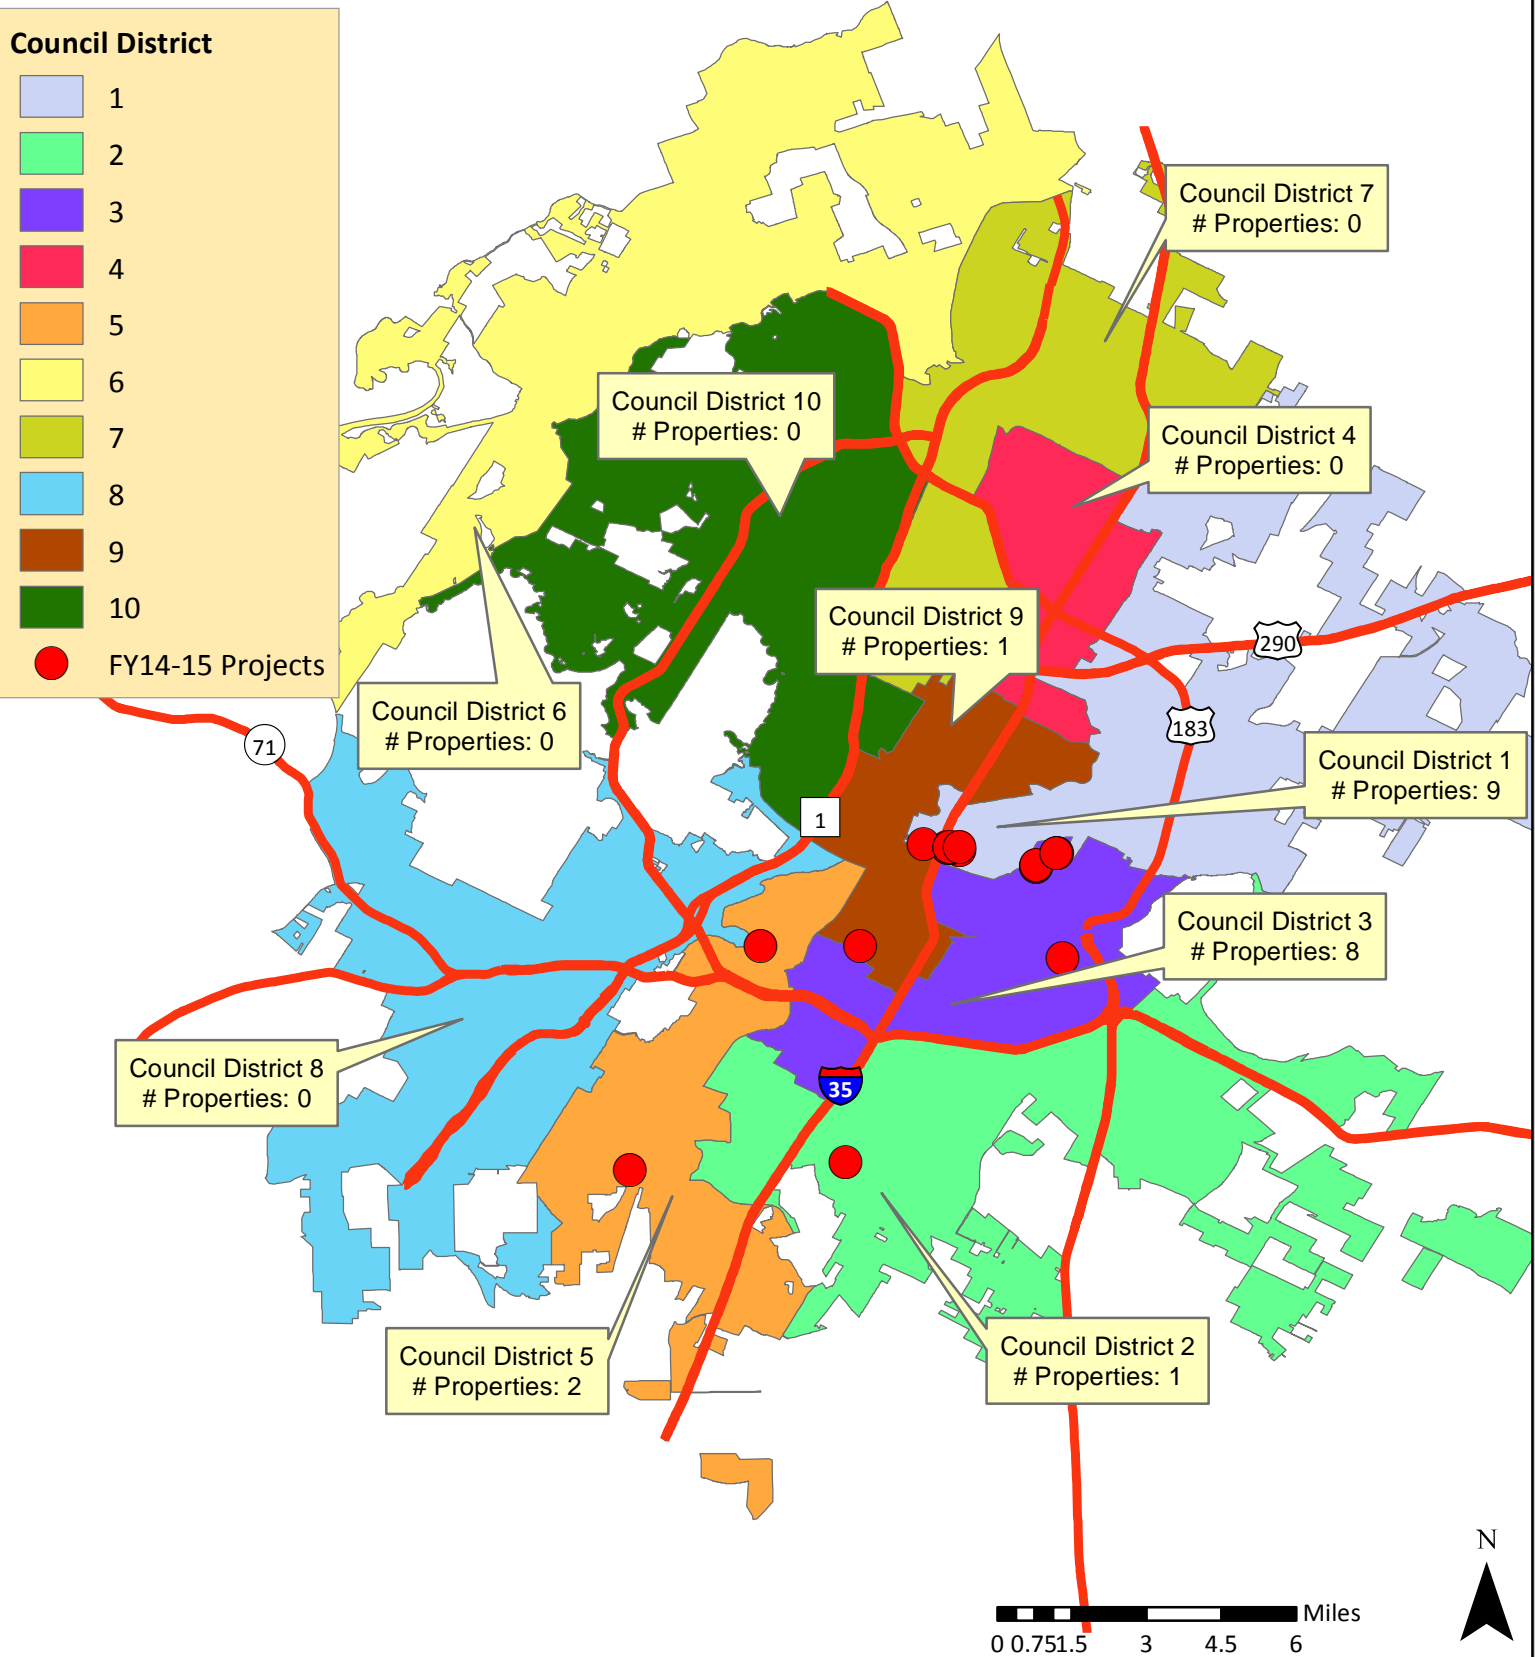 Council District
1
2
3
4
5
6
7
8
9
10
FY14-15 Projects
Council District 7
# Properties: 0
Council District 10
# Properties: 0
Council District 4
# Properties: 0
Council District 9
# Properties: 1
290
Council District 6
# Properties: 0
71
183
Council District 1
# Properties: 9
1
Council District 3
# Properties: 8
Council District 8
# Properties: 0
35
Council District 5
# Properties: 2
Council District 2
# Properties: 1
N
Miles
0 0.75 1.5 3 4.5 6